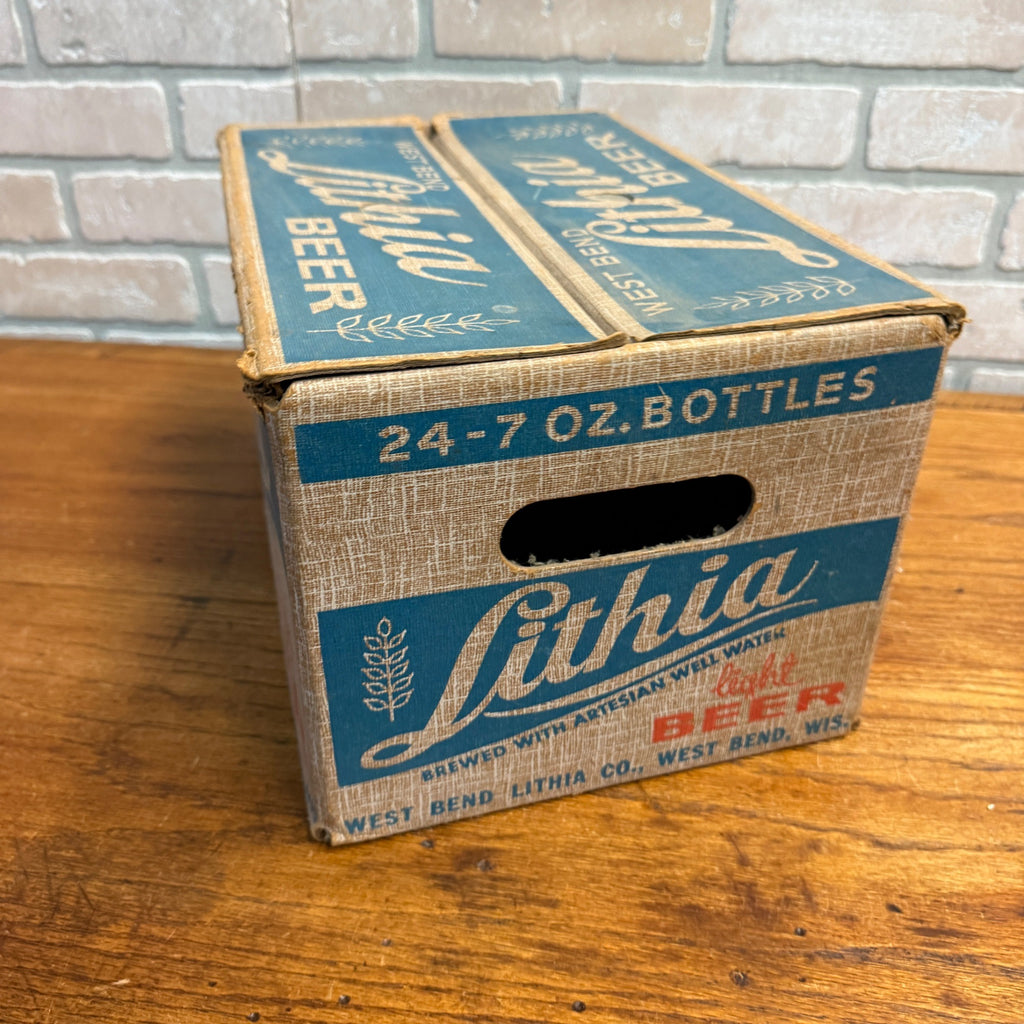 WEST BEND
Lithia
BEER
WEST BEND
Lithia
BEER
24-7 OZ. BOTTLES
Lithia
BREWED WITH ARTESIAN WELL WATER
light
BEER
WEST BEND LITHIA CO., WEST BEND, WIS.